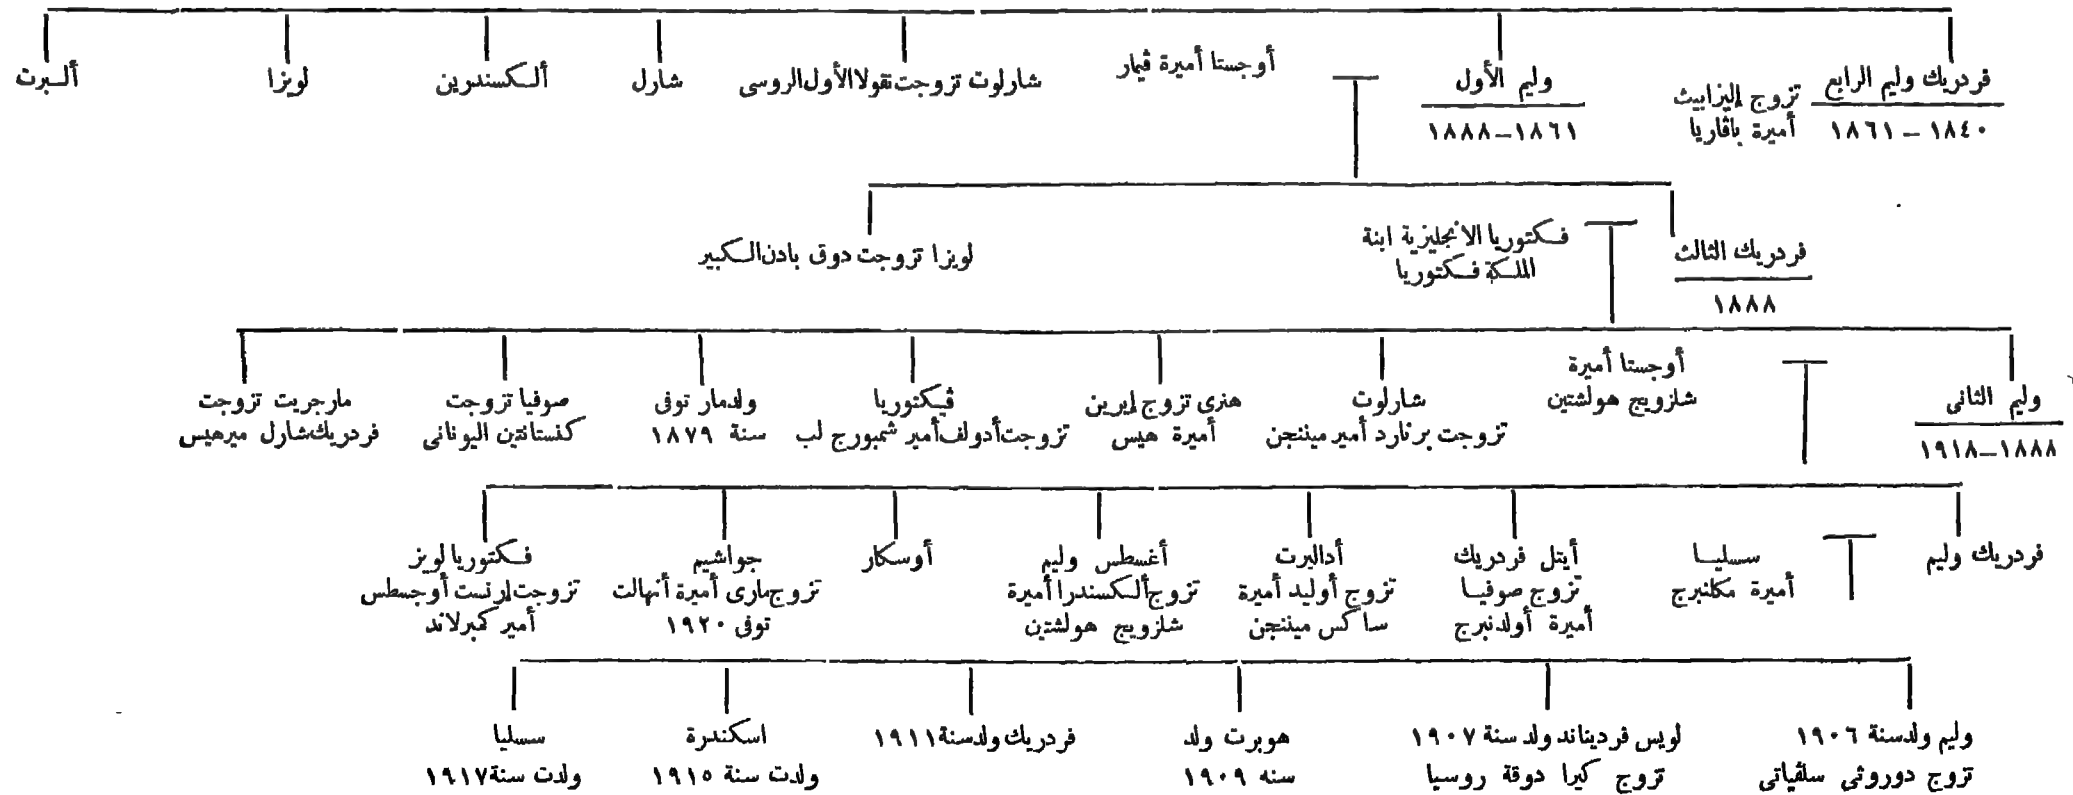 فردريك وليم الرابع
١٨٤٠ – ١٨٦١
تزوج إليزابيث
أميرة باڤاريا
وليم الأول
١٨٦١–١٨٨٨
أوجستا أميرة ڤيمار
شارلوت تزوجت نقولا الأول الروسى
شارل
ألكسندرين
لويزا
ألبرت
فردريك الثالث
١٨٨٨
فكتوريا الانجليزية ابنة
الملكة فكتوريا
لويزا تزوجت دوق بادن الكبير
وليم الثانى
١٨٨٨–١٩١٨
أوجستا أميرة
شلزويج هولشتين
شارلوت
تزوجت برنارد أمير ميننجن
هنرى تزوج إيرين
أميرة هيس
ڤيكتوريا
تزوجت أدولف أمير شمبورج لب
ولدمار توفى
سنة ١٨٧٩
صوفيا تزوجت
كنستانتين اليونانى
مارجريت تزوجت
فردريك شارل ميرهيس
فردريك وليم
سسليا
أميرة مكلنبرج
أيتل فردريك
تزوج صوفيا
أميرة أولدنبرج
أدالبرت
تزوج أوليد أميرة
ساكس ميننجن
أغسطس وليم
تزوج ألكسندرا أميرة
شلزويج هولشتين
أوسكار
جواشيم
تزوج مارى أميرة أنهالت
توفى ١٩٢٠
فكتوريا لويز
تزوجت إرنست أوجسطس
أمير كمبرلاند
وليم ولد سنة ١٩٠٦
تزوج دوروثى سلڤياتى
لويس فرديناند ولد سنة ١٩٠٧
تزوج كيرا دوقة روسيا
هوبرت ولد
سنه ١٩٠٩
فردريك ولد سنة ١٩١١
اسكندرة
ولدت سنة ١٩١٥
سسليا
ولدت سنة ١٩١٧